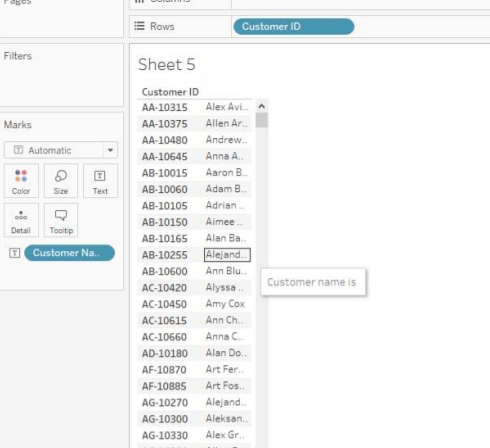 Pages
Columns
Rows
Customer ID
Filters
Sheet 5
Customer ID
AA-10315 Alex Avi..
AA-10375 Allen Ar..
Marks
AA-10480 Andrew..
AA-10645 Anna A..
Automatic
AB-10015 Aaron B..
AB-10060 Adam B..
Color Size Text
AB-10105 Adrian ..
AB-10150 Aimee ..
AB-10165 Alan Ba..
Detail Tooltip
AB-10255 Alejand..
Customer Na..
AB-10600 Ann Blu..
Customer name is
AC-10420 Alyssa ..
AC-10450 Amy Cox
AC-10615 Ann Ch..
AC-10660 Anna C..
AD-10180 Alan Do..
AF-10870 Art Fer..
AF-10885 Art Fos..
AG-10270 Alejand..
AG-10300 Aleksan..
AG-10330 Alex Gr..